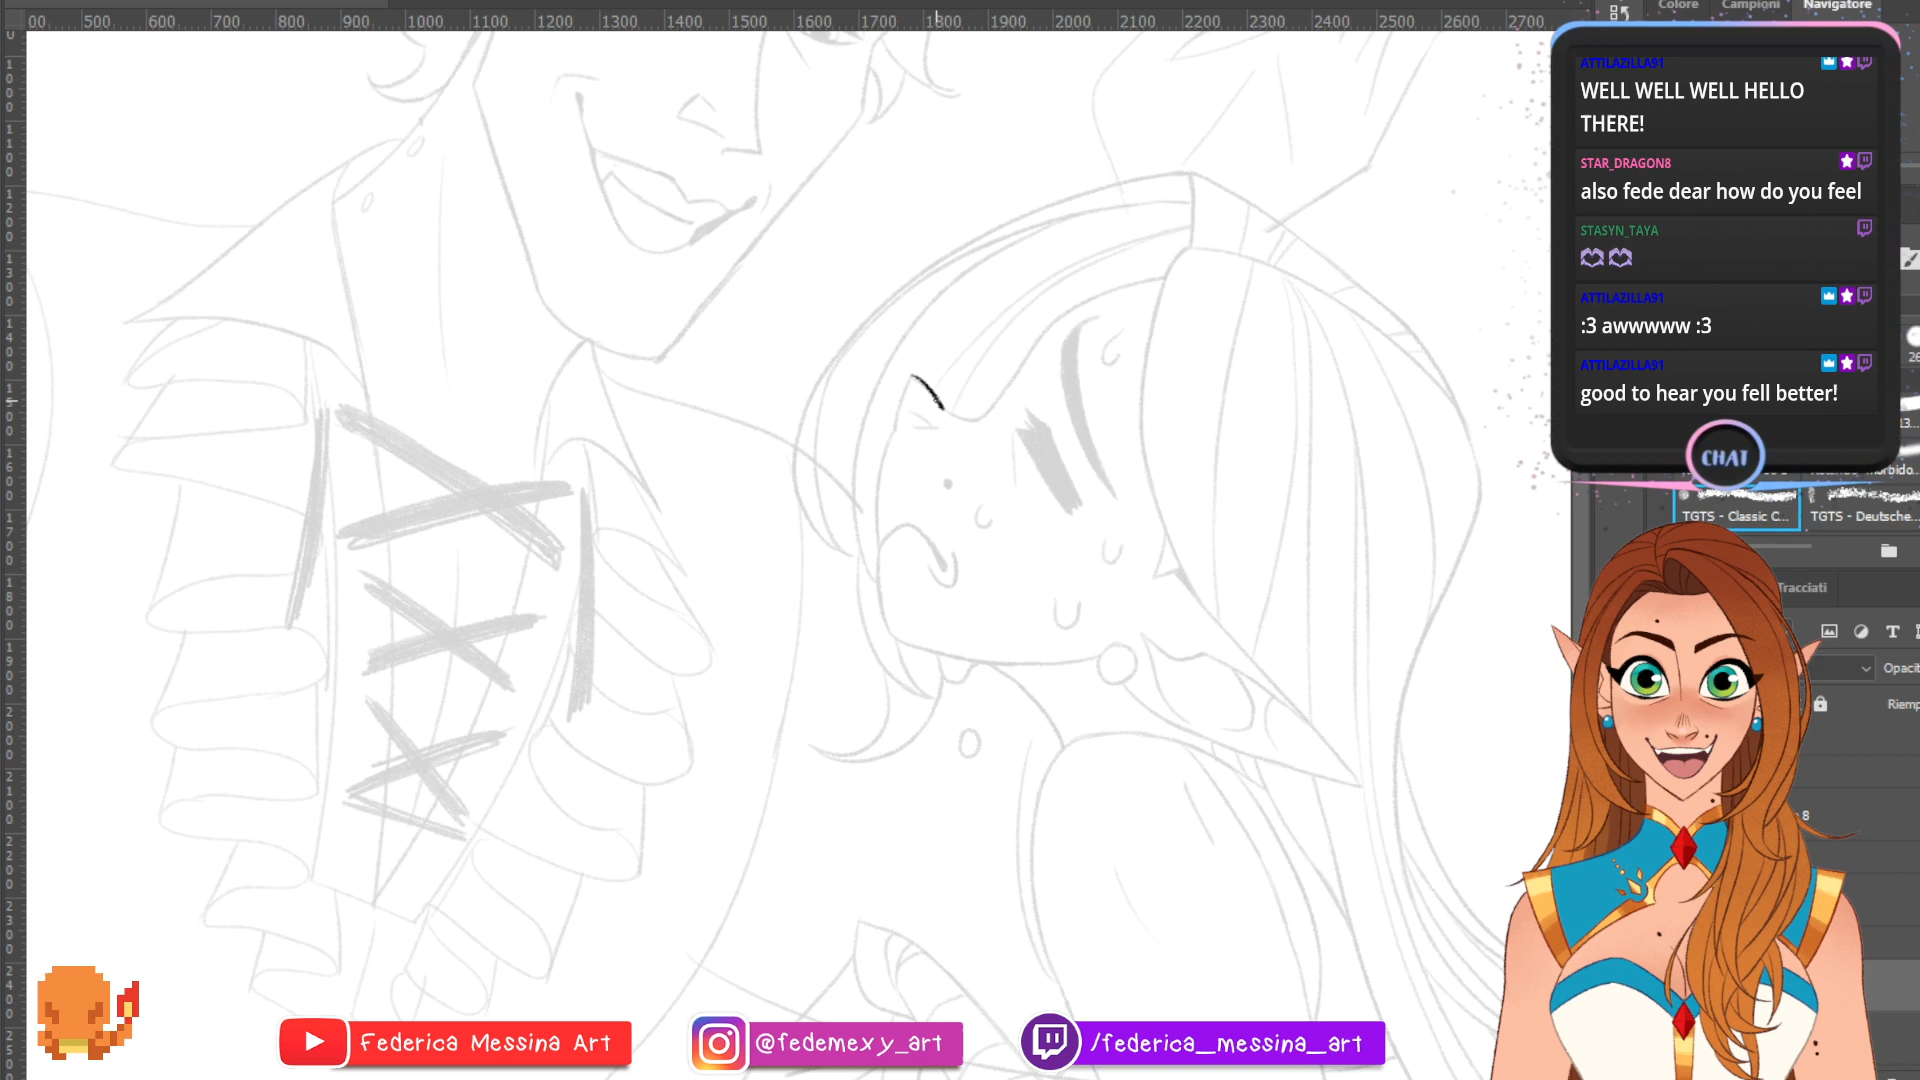 00 500 600 700 800 900 1000 1100 1200 1300 1400 1500 1600 1700 1800 1900 2000 2100 2200 2300 2400 2500 2600 2700
Colore Campioni Navigatore
ATTILAZILLA91
WELL WELL WELL HELLO
THERE!
STAR_DRAGON8
also fede dear how do you feel
STASYN_TAYA
ATTILAZILLA91
:3 awwwww :3
ATTILAZILLA91
good to hear you fell better!
CHAT
TGTS - Classic C... TGTS - Deutsche...
Tracciati
Opacit
Riemp
8
Federica Messina Art
@fedemexy_art
/federica_messina_art